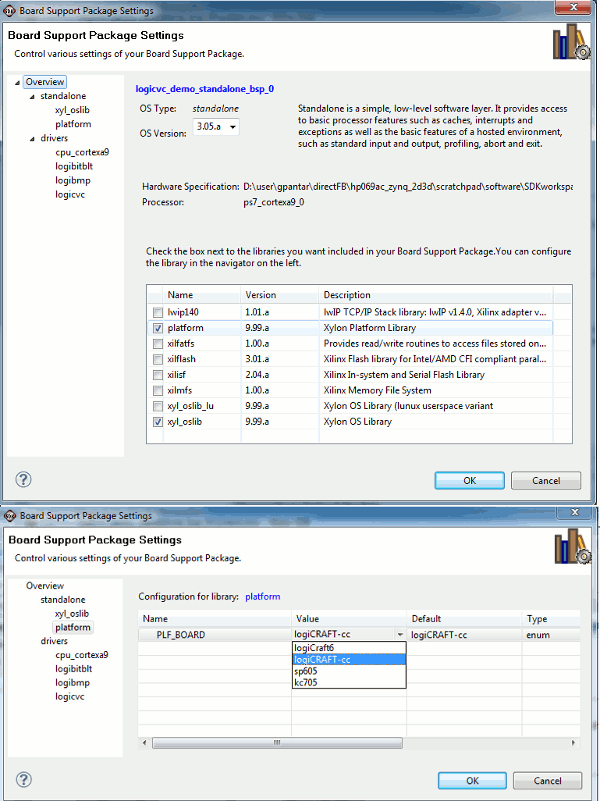 Board Support Package Settings
Board Support Package Settings
Control various settings of your Board Support Package.
Overview
standalone
xyl_oslib
platform
drivers
cpu_cortexa9
logibitblt
logibmp
logicvc
logicvc_demo_standalone_bsp_0
OS Type: standalone
OS Version: 3.05.a
Standalone is a simple, low-level software layer. It provides access
to basic processor features such as caches, interrupts and
exceptions as well as the basic features of a hosted environment,
such as standard input and output, profiling, abort and exit.
Hardware Specification: D:\user\gpantar\directFB\hp069ac_zynq_2d3d\scratchpad\software\SDKworkspa
Processor: ps7_cortexa9_0
Check the box next to the libraries you want included in your Board Support Package.You can configure
the library in the navigator on the left.
Name Version Description
lwip140 1.01.a lwIP TCP/IP Stack library: lwIP v1.4.0, Xilinx adapter v...
platform 9.99.a Xylon Platform Library
xilfatfs 1.00.a Provides read/write routines to access files stored on...
xilflash 3.01.a Xilinx Flash library for Intel/AMD CFI compliant paral...
xilisf 2.04.a Xilinx In-system and Serial Flash Library
xilmfs 1.00.a Xilinx Memory File System
xyl_oslib_lu 9.99.a Xylon OS Library (lunux userspace variant
xyl_oslib 9.99.a Xylon OS Library
OK Cancel
Board Support Package Settings
Board Support Package Settings
Control various settings of your Board Support Package.
Overview
standalone
xyl_oslib
platform
drivers
cpu_cortexa9
logibitblt
logibmp
logicvc
Configuration for library: platform
Name Value Default Type
PLF_BOARD logiCRAFT-cc logiCRAFT-cc enum
logiCraft6
logiCRAFT-cc
sp605
kc705
OK Cancel